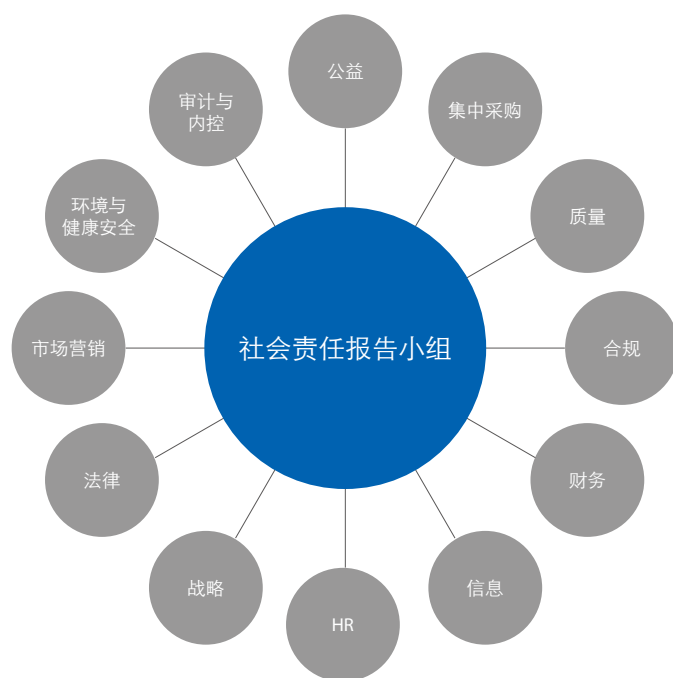 公益
审计与
内控
集中采购
环境与
健康安全
质量
市场营销
社会责任报告小组
合规
法律
财务
战略
信息
HR